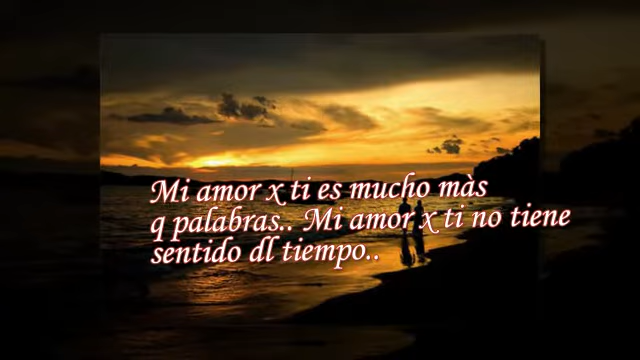 Mi amor x ti es mucho màs
q palabras.. Mi amor x ti no tiene
sentido dl tiempo..